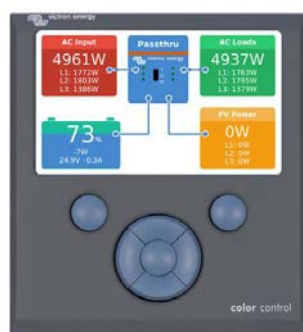 victron energy
AC Input
4961W
L1: 1772W
L2: 1803W
L3: 1386W
Passthru
victron energy
AC Loads
4937W
L1: 1763W
L2: 1795W
L3: 1379W
73%
-7W
24.9V · 0.3A
PV Power
0W
L1: 0W
L2: 0W
L3: 0W
color control